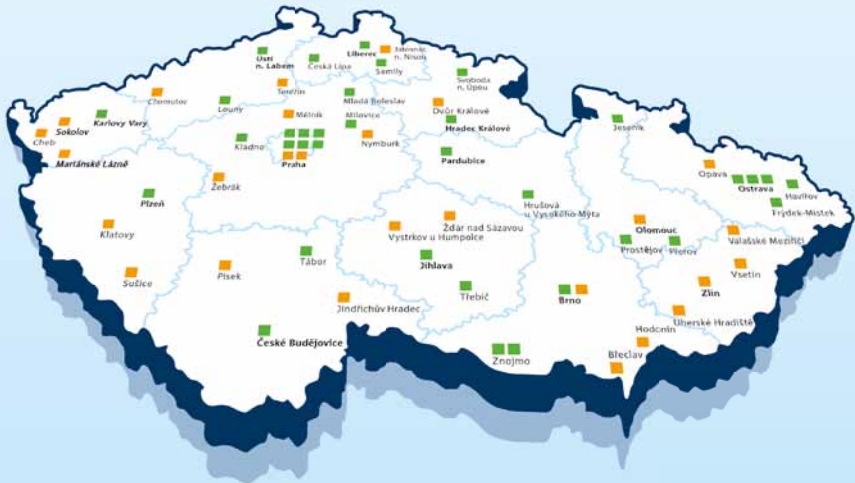 Ústí
n. Labem
Česká Lípa
Liberec
Jablonec
n. Nisou
Semily
Svoboda
n. Úpou
Chomutov
Terezín
Louny
Mladá Boleslav
Dvůr Králové
Karlovy Vary
Sokolov
Cheb
Mělník
Milovice
Hradec Králové
Jeseník
Mariánské Lázně
Kladno
Nymburk
Praha
Pardubice
Žebrák
Opava
Ostrava
Havířov
Plzeň
Hrušová
u Vysokého Mýta
Frýdek-Místek
Klatovy
Vystrkov u Humpolce
Žďár nad Sázavou
Olomouc
Prostějov
Přerov
Valašské Meziříčí
Sušice
Písek
Tábor
Jihlava
Vsetín
Třebíč
Brno
Zlín
Jindřichův Hradec
Uherské Hradiště
České Budějovice
Hodonín
Znojmo
Břeclav